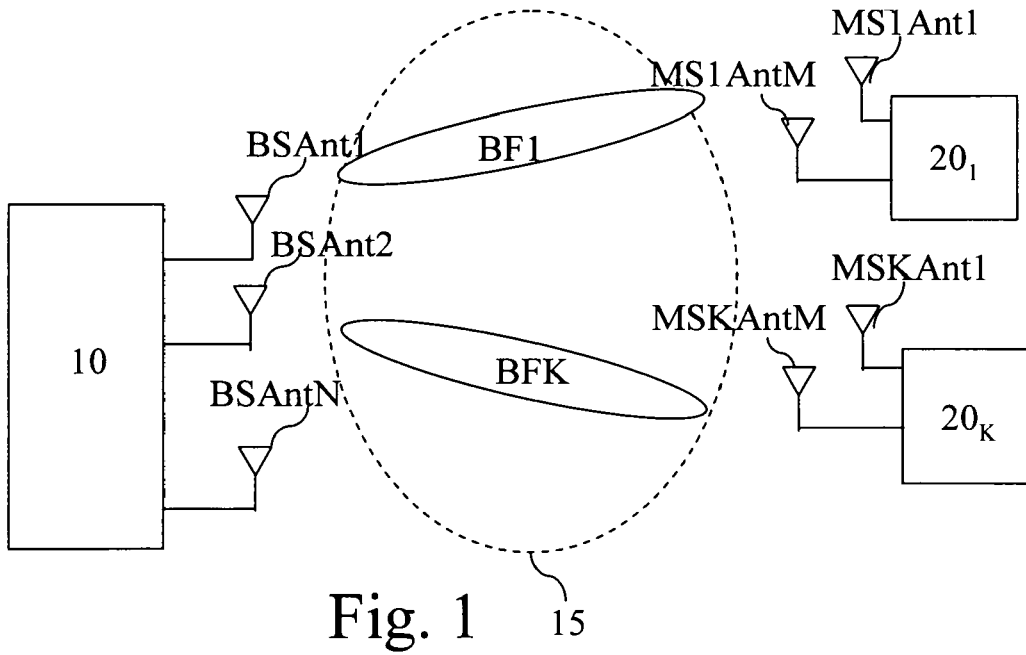 MS1Ant1
MS1AntM
BSAnt1
BF1
20₁
BSAnt2
MSKAnt1
MSKAntM
10
BFK
BSAntN
20ₖ
Fig. 1
15